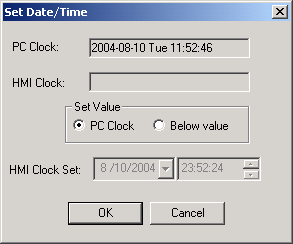 Set Date/Time
PC Clock: 2004-08-10 Tue 11:52:46
HMI Clock:
Set Value
PC Clock Below value
HMI Clock Set: 8 /10/2004 23:52:24
OK Cancel